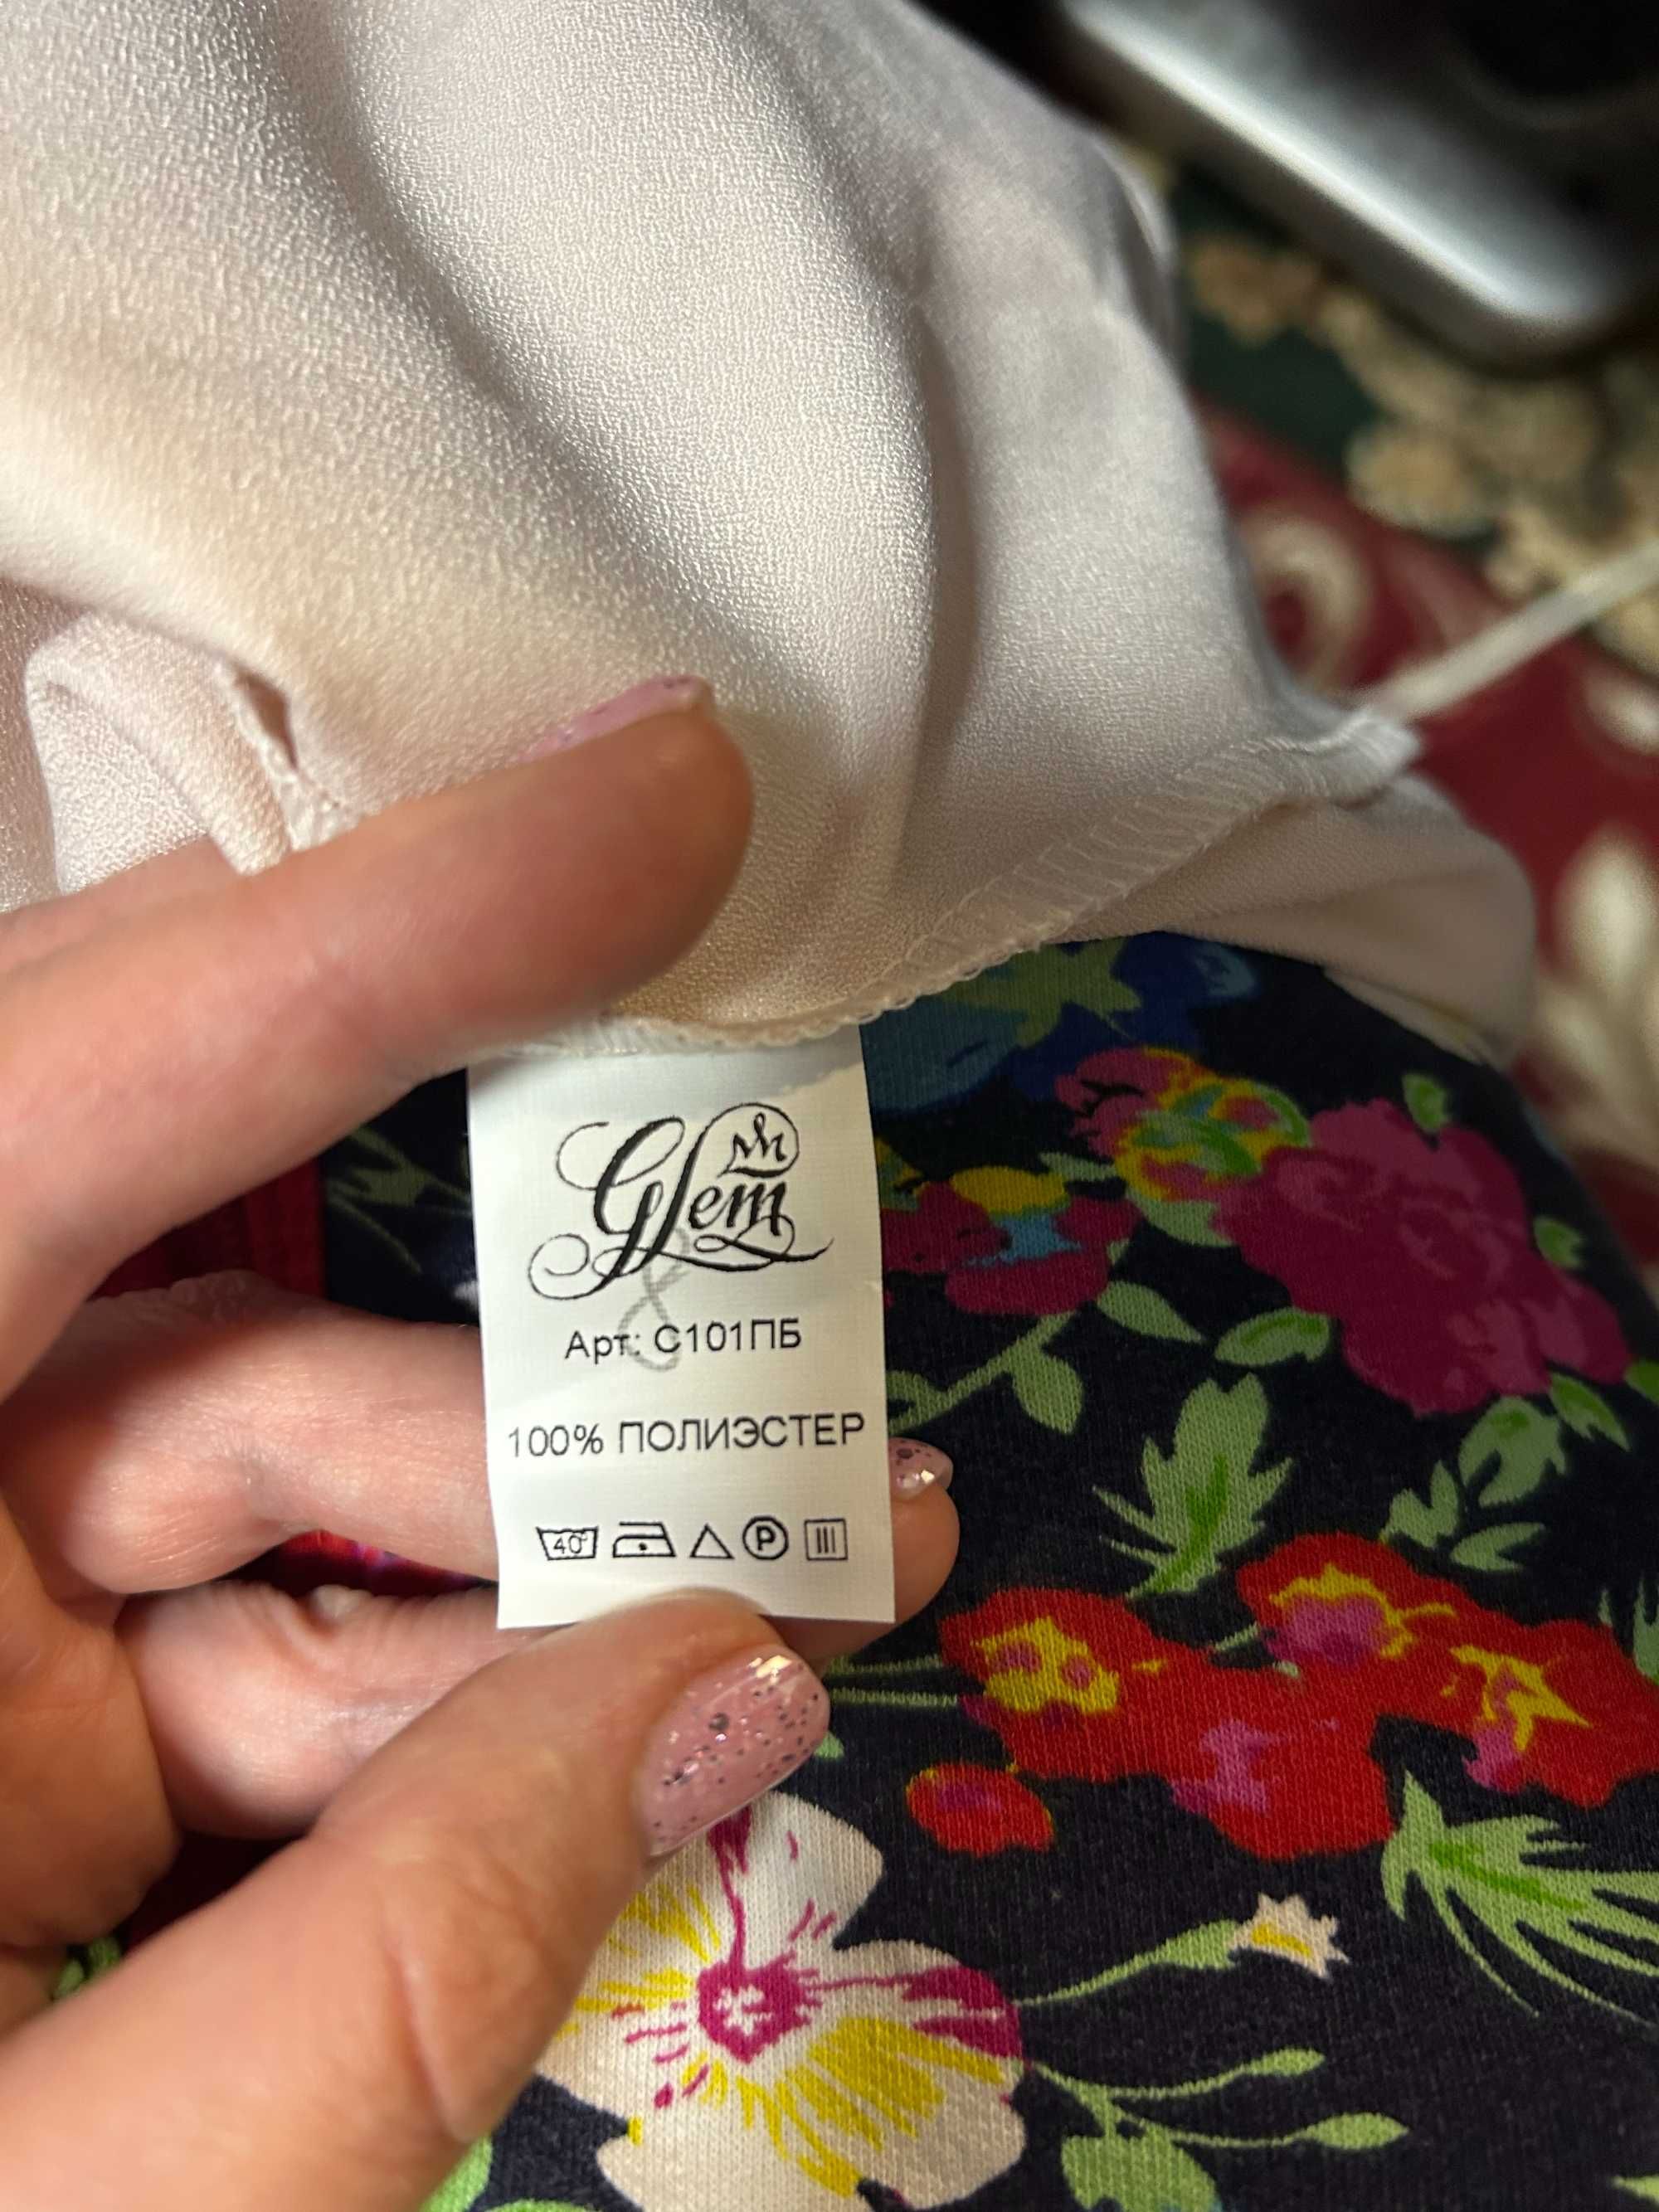 Glem
Арт: С101ПБ
100% ПОЛИЭСТЕР
40° P